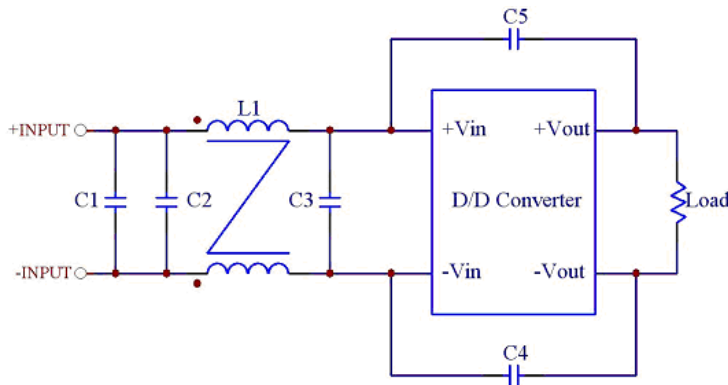 C5
L1
+INPUT
+Vin
+Vout
C1
C2
C3
D/D Converter
Load
-INPUT
-Vin
-Vout
C4